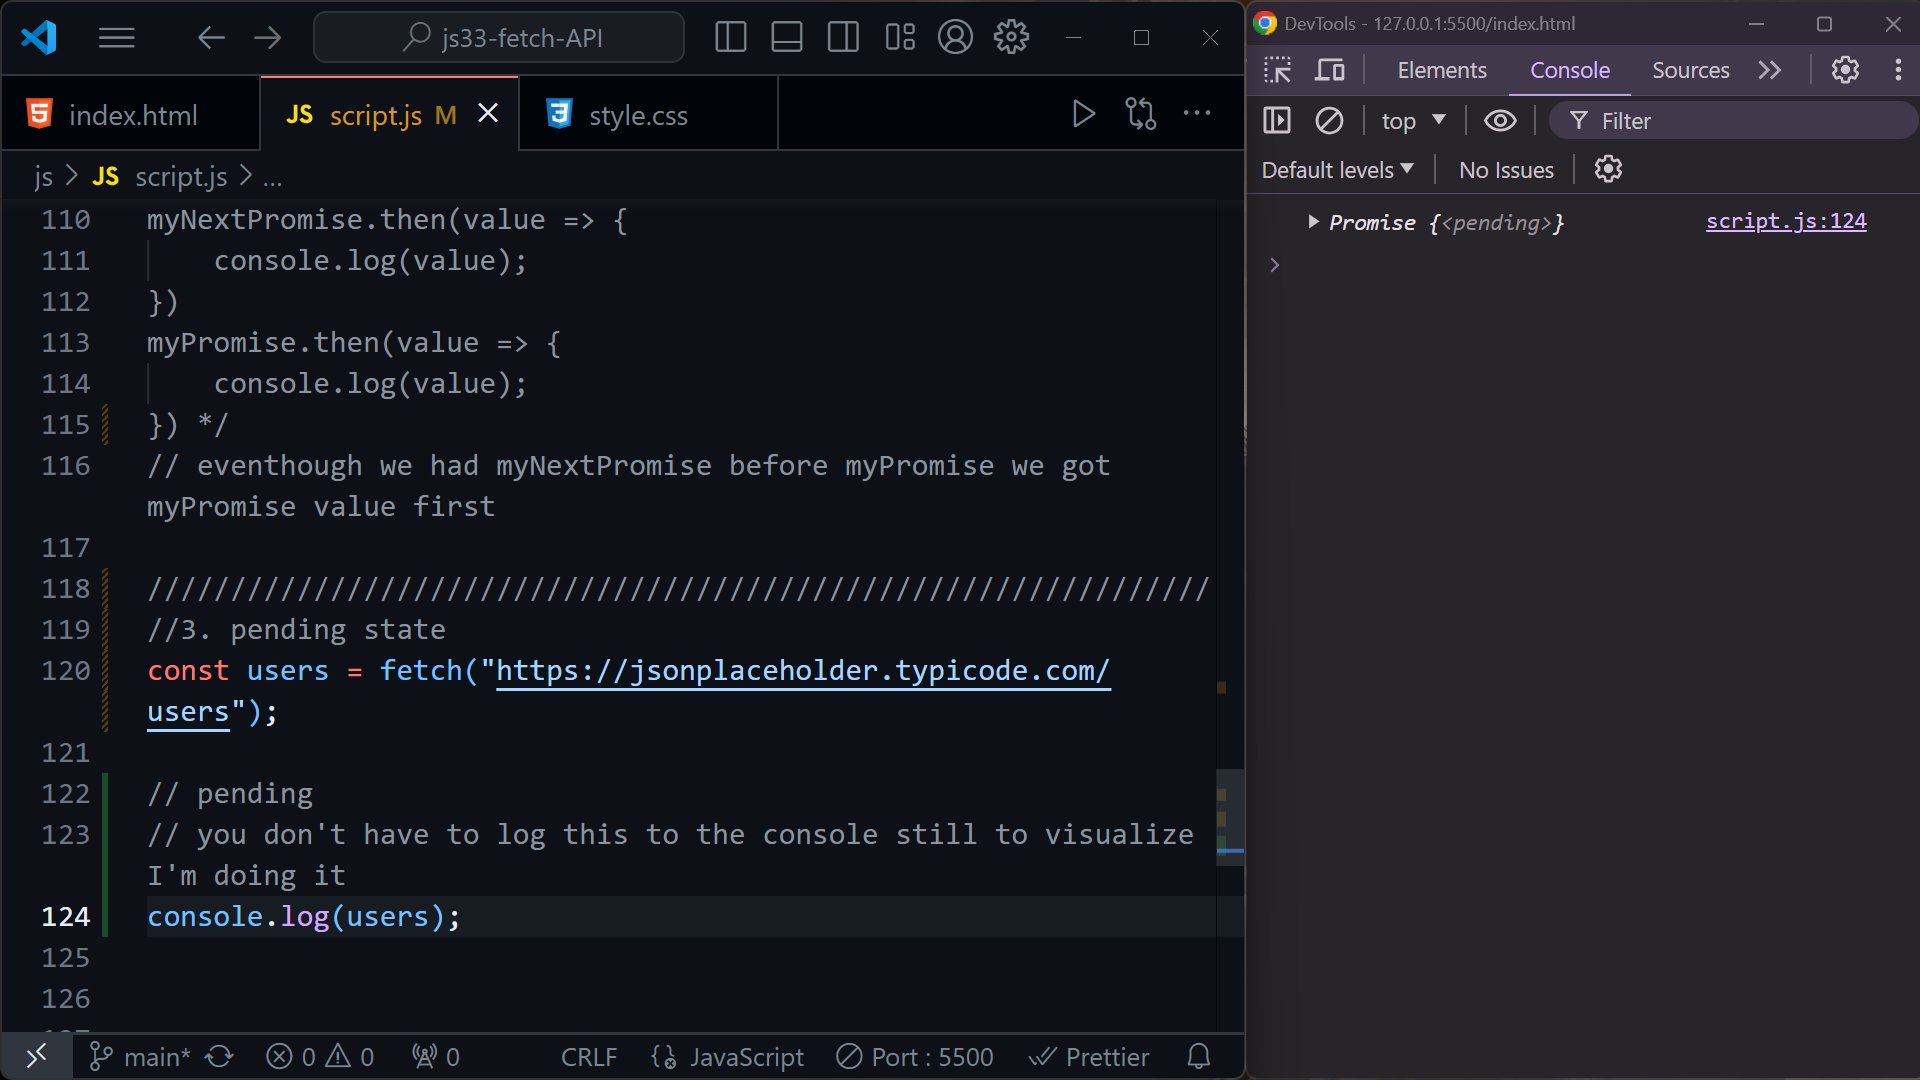 js33-fetch-API
index.html
JS script.js M
style.css
js > JS script.js > ...
110 myNextPromise.then(value => {
111 console.log(value);
112 })
113 myPromise.then(value => {
114 console.log(value);
115 }) */
116 // eventhough we had myNextPromise before myPromise we got
myPromise value first
117
118 ////////////////////////////////////////////////////////////////
119 //3. pending state
120 const users = fetch("https://jsonplaceholder.typicode.com/
users");
121
122 // pending
123 // you don't have to log this to the console still to visualize
I'm doing it
124 console.log(users);
125
126
main* 0 0 0 CRLF {} JavaScript Port : 5500 Prettier
DevTools - 127.0.0.1:5500/index.html
Elements Console Sources
top Filter
Default levels No Issues
Promise {<pending>} script.js:124